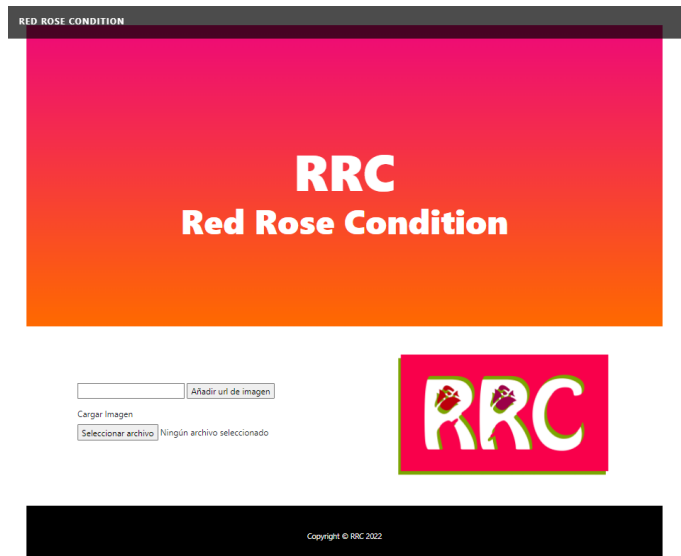 RED ROSE CONDITION
RRC
Red Rose Condition
Añadir url de imagen
Cargar Imagen
Seleccionar archivo Ningún archivo seleccionado
RRC
Copyright © RRC 2022